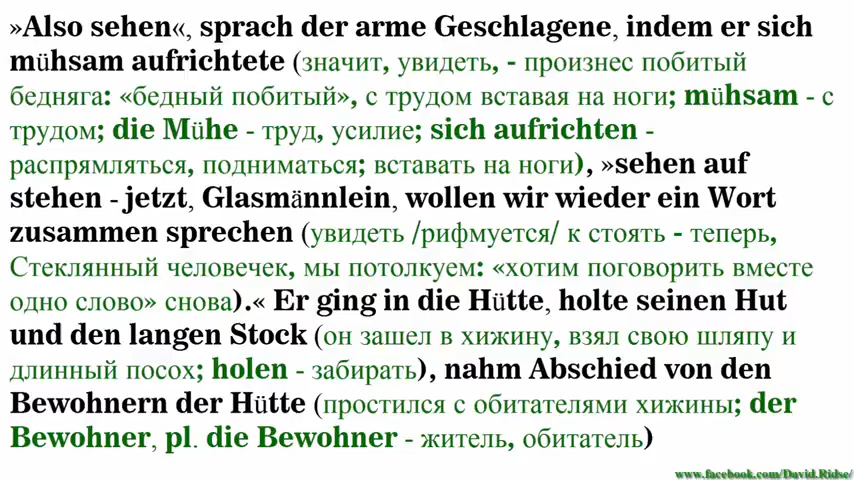 »Also sehen«, sprach der arme Geschlagene, indem er sich
mühsam aufrichtete (значит, увидеть, - произнес побитый
бедняга: «бедный побитый», с трудом вставая на ноги; mühsam - с
трудом; die Mühe - труд, усилие; sich aufrichten -
распрямляться, подниматься; вставать на ноги), »sehen auf
stehen - jetzt, Glasmännlein, wollen wir wieder ein Wort
zusammen sprechen (увидеть /рифмуется/ к стоять - теперь,
Стеклянный человечек, мы потолкуем: «хотим поговорить вместе
одно слово» снова).« Er ging in die Hütte, holte seinen Hut
und den langen Stock (он зашел в хижину, взял свою шляпу и
длинный посох; holen - забирать), nahm Abschied von den
Bewohnern der Hütte (простился с обитателями хижины; der
Bewohner, pl. die Bewohner - житель, обитатель)
www.facebook.com/David.Ridse/